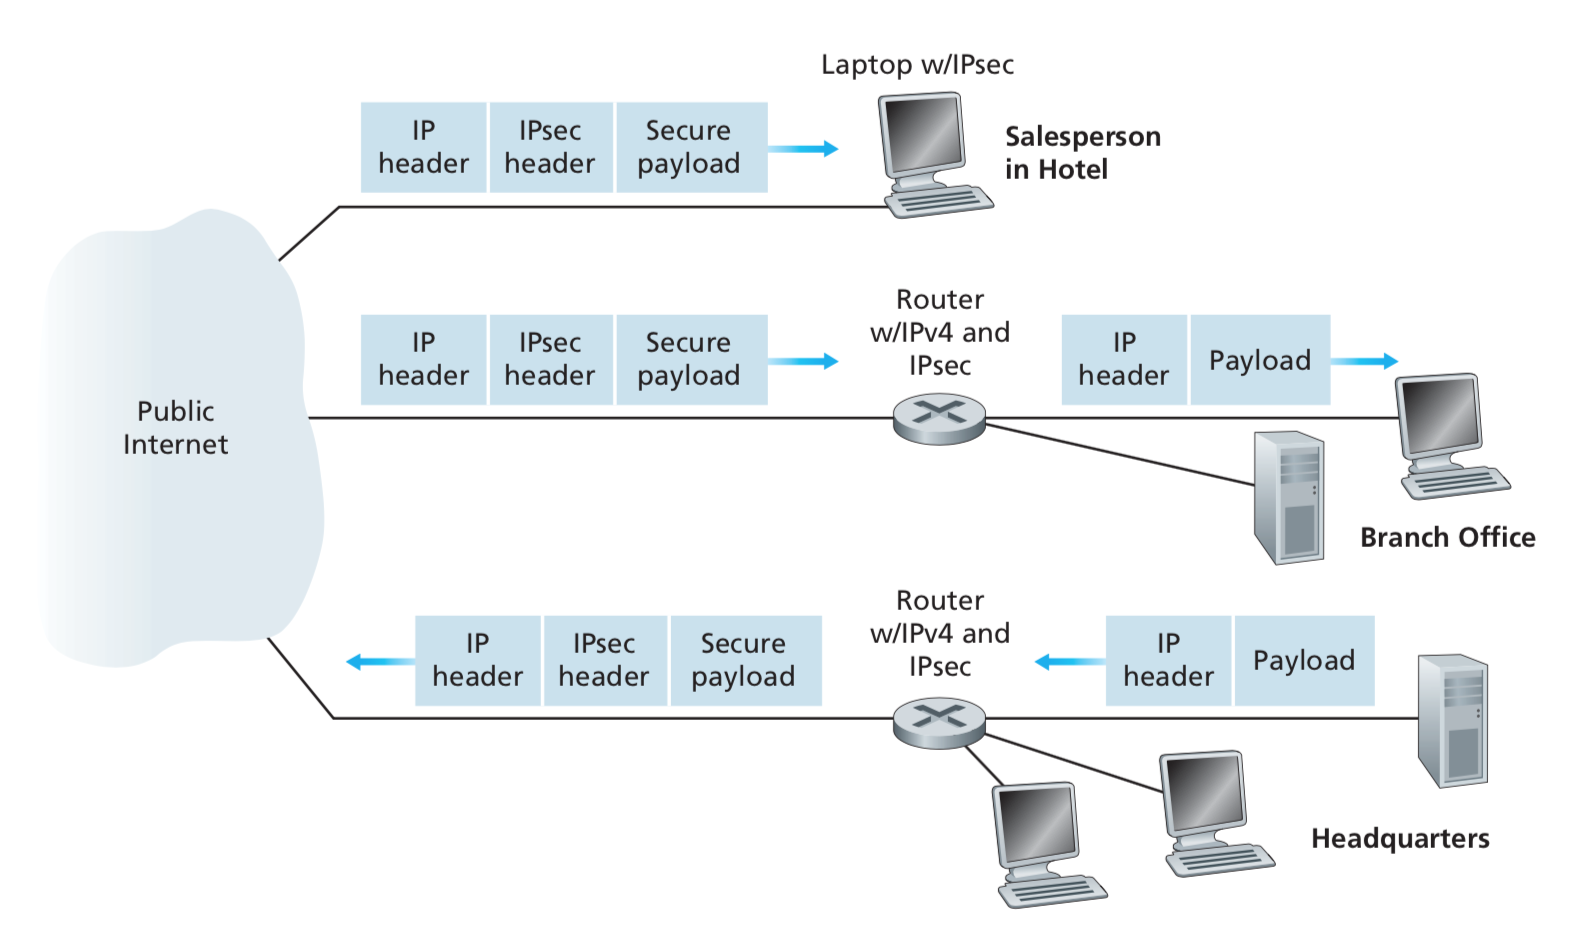 Laptop w/IPsec
IP
header
IPsec
header
Secure
payload
Salesperson
in Hotel
Public
Internet
IP
header
IPsec
header
Secure
payload
Router
w/IPv4 and
IPsec
IP
header
Payload
Branch Office
IP
header
IPsec
header
Secure
payload
Router
w/IPv4 and
IPsec
IP
header
Payload
Headquarters